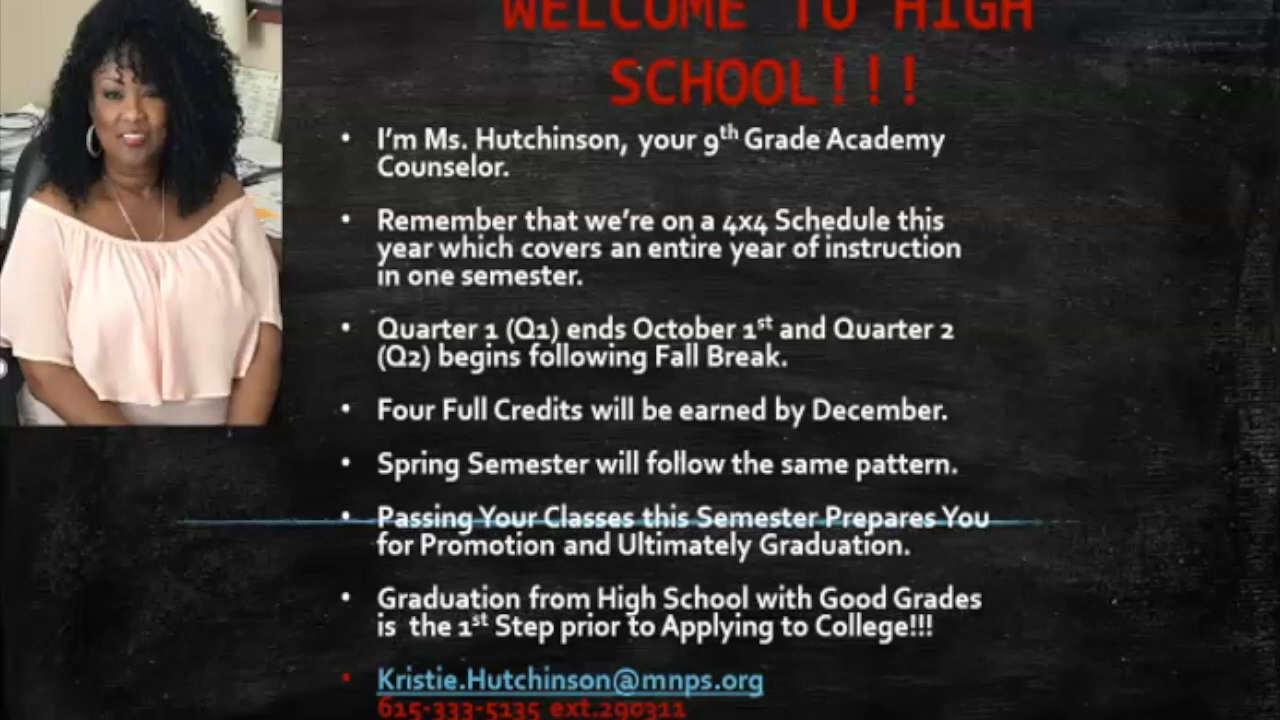 WELCOME TO HIGH
SCHOOL!!!
• I'm Ms. Hutchinson, your 9th Grade Academy
Counselor.
• Remember that we're on a 4x4 Schedule this
year which covers an entire year of instruction
in one semester.
• Quarter 1 (Q1) ends October 1st and Quarter 2
(Q2) begins following Fall Break.
• Four Full Credits will be earned by December.
• Spring Semester will follow the same pattern.
• Passing Your Classes this Semester Prepares You
for Promotion and Ultimately Graduation.
• Graduation from High School with Good Grades
is the 1st Step prior to Applying to College!!!
• Kristie.Hutchinson@mnps.org
615-333-5135 ext.290311